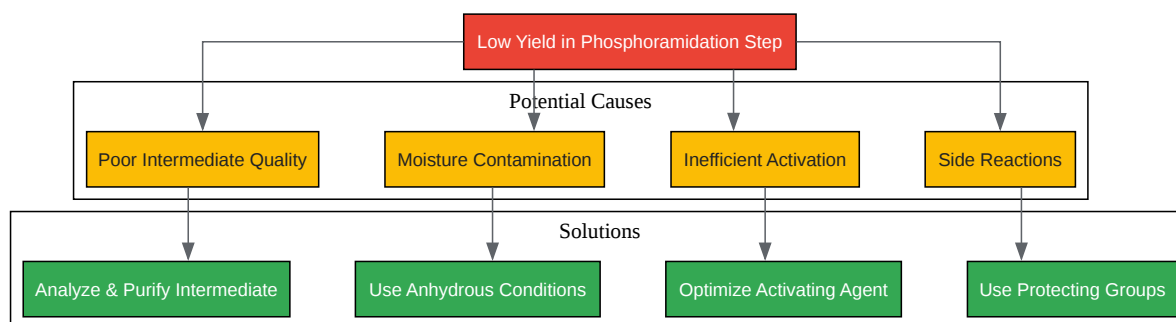 Low Yield in Phosphoramidation Step
Potential Causes
Poor Intermediate Quality
Moisture Contamination
Inefficient Activation
Side Reactions
Solutions
Analyze & Purify Intermediate
Use Anhydrous Conditions
Optimize Activating Agent
Use Protecting Groups